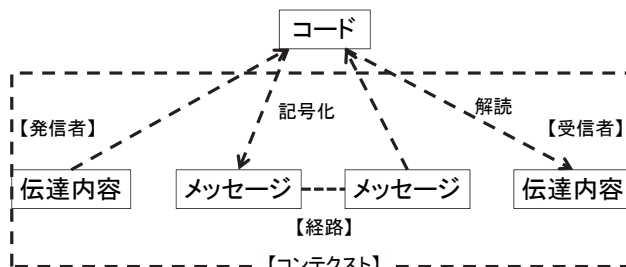 コード
解読
記号化
【発信者】
【受信者】
伝達内容
メッセージ
メッセージ
伝達内容
【経路】
【コンテクスト】